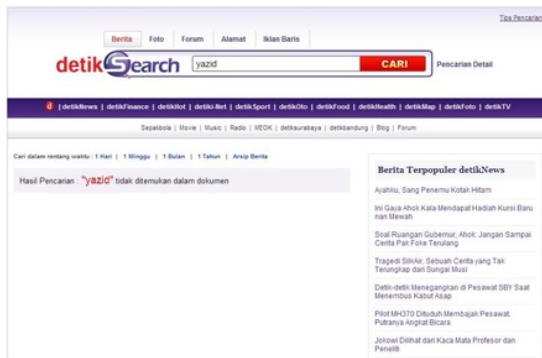 Tips Pencarian
Berita Foto Forum Alamat Iklan Baris
detikSearch yazid CARI Pencarian Detail
d | detikNews | detikFinance | detikHot | detiki-Net | detikSport | detikOto | detikFood | detikHealth | detikMap | detikFoto | detikTV
Sepakbola | Movie | Music | Radio | MEOK | detiksurabaya | detikbandung | Blog | Forum
Cari dalam rentang waktu : 1 Hari | 1 Minggu | 1 Bulan | 1 Tahun | Arsip Berita
Hasil Pencarian : "yazid" tidak ditemukan dalam dokumen
Berita Terpopuler detikNews
Ayahku, Sang Penemu Kotak Hitam
Ini Gaya Ahok Kala Mendapat Hadiah Kursi Baru
nan Mewah
Soal Ruangan Gubernur, Ahok: Jangan Sampai
Cerita Pak Foke Terulang
Tragedi SilkAir, Sebuah Cerita yang Tak
Terungkap dari Sungai Musi
Detik-detik Menegangkan di Pesawat SBY Saat
Menembus Kabut Asap
Pilot MH370 Dituduh Membajak Pesawat,
Putranya Angkat Bicara
Jokowi Dilihat dari Kaca Mata Profesor dan
Peneliti